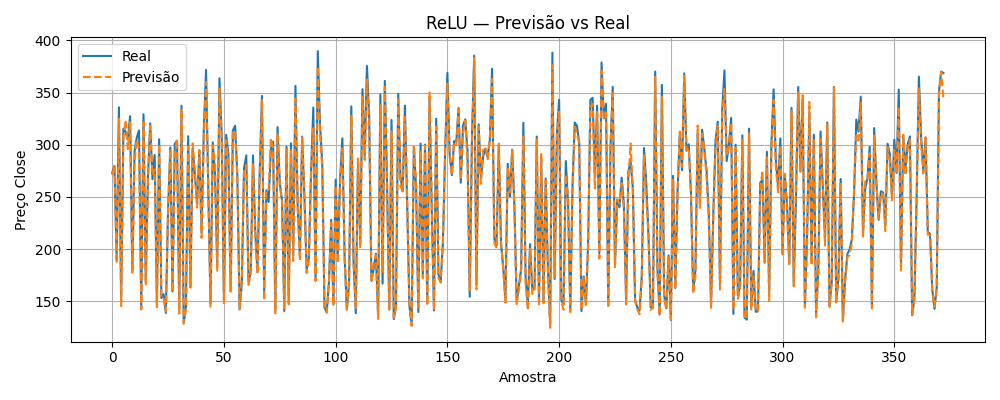 ReLU — Previsão vs Real
Real
Previsão
Preço Close
400
350
300
250
200
150
0 50 100 150 200 250 300 350
Amostra